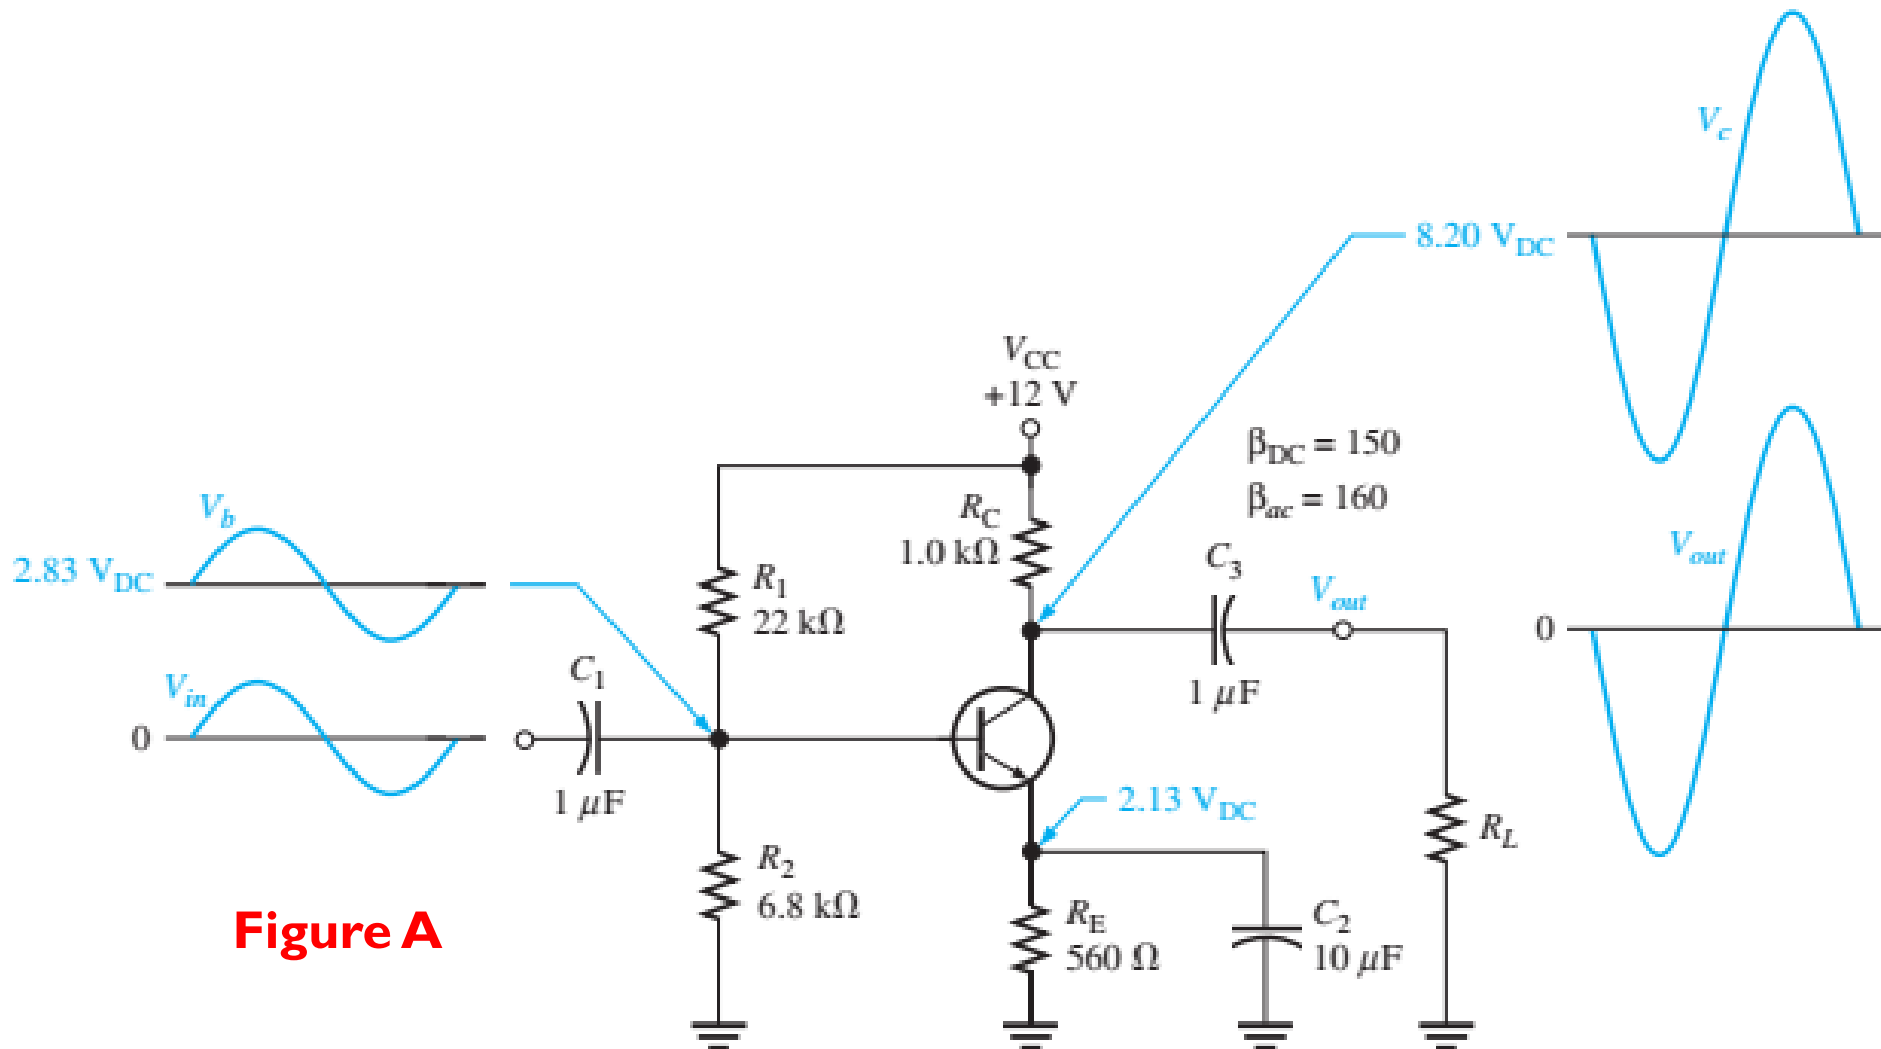 V_c
8.20 V_DC
V_CC
+12 V
β_DC = 150
β_ac = 160
V_b
R_C
1.0 kΩ
C_3
V_out
V_out
2.83 V_DC
R_1
22 kΩ
0
C_1
1 μF
V_in
0
1 μF
2.13 V_DC
R_L
R_2
6.8 kΩ
Figure A
R_E
560 Ω
C_2
10 μF